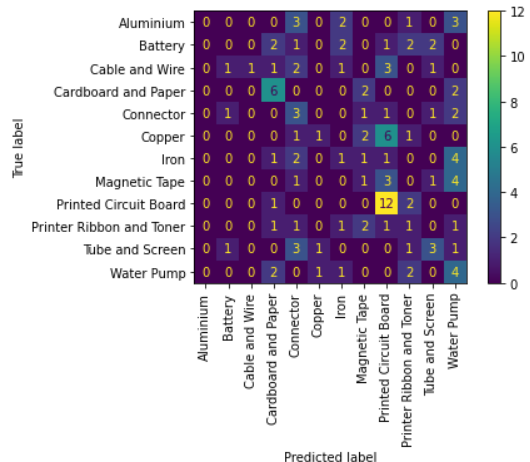 True label
Aluminium 0 0 0 0 3 0 2 0 0 0 0 3
Battery 0 0 0 2 1 0 2 0 1 2 2 0
Cable and Wire 0 1 1 1 2 0 1 0 3 0 1 0
Cardboard and Paper 0 0 0 6 0 0 0 2 0 0 0 2
Connector 0 1 0 0 3 0 0 1 1 0 1 2
Copper 0 0 0 0 1 1 0 2 6 1 0 0
Iron 0 0 0 1 2 0 1 1 1 0 0 4
Magnetic Tape 0 0 0 0 1 0 0 1 3 0 1 4
Printed Circuit Board 0 0 0 1 0 0 0 0 12 2 0 0
Printer Ribbon and Toner 0 0 0 1 1 0 1 2 1 1 0 1
Tube and Screen 0 1 0 0 3 1 0 0 0 1 3 1
Water Pump 0 0 0 2 0 1 1 0 0 2 0 4
Aluminium
Battery
Cable and Wire
Cardboard and Paper
Connector
Copper
Iron
Magnetic Tape
Printed Circuit Board
Printer Ribbon and Toner
Tube and Screen
Water Pump
Predicted label
12
10
8
6
4
2
0